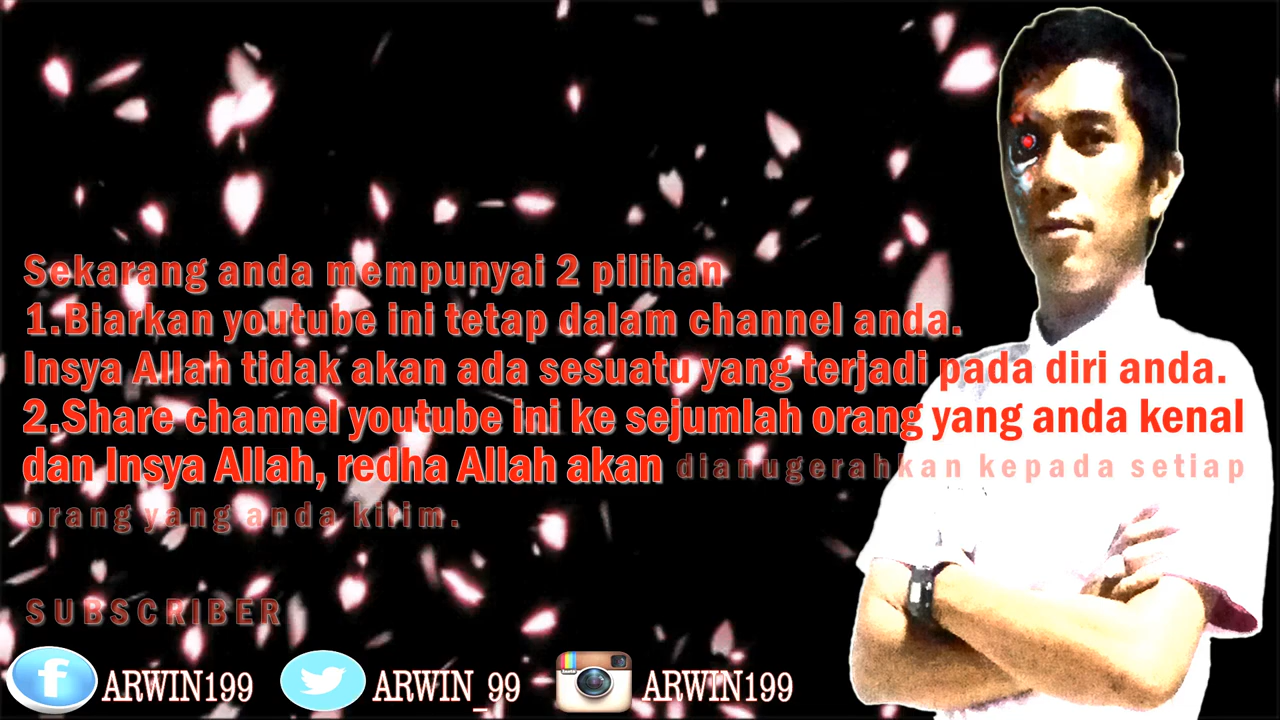 Sekarang anda mempunyai 2 pilihan
1.Biarkan youtube ini tetap dalam channel anda.
Insya Allah tidak akan ada sesuatu yang terjadi pada diri anda.
2.Share channel youtube ini ke sejumlah orang yang anda kenal
dan Insya Allah, redha Allah akan dianugerahkan kepada setiap
orang yang anda kirim.
SUBSCRIBER
f ARWIN199 ARWIN_99 ARWIN199